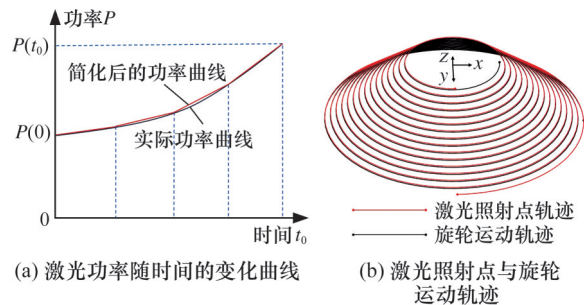 功率P
P(t₀)
简化后的功率曲线
P(0)
实际功率曲线
0
时间t₀
(a) 激光功率随时间的变化曲线
z
x
y
激光照射点轨迹
旋轮运动轨迹
(b) 激光照射点与旋轮
运动轨迹